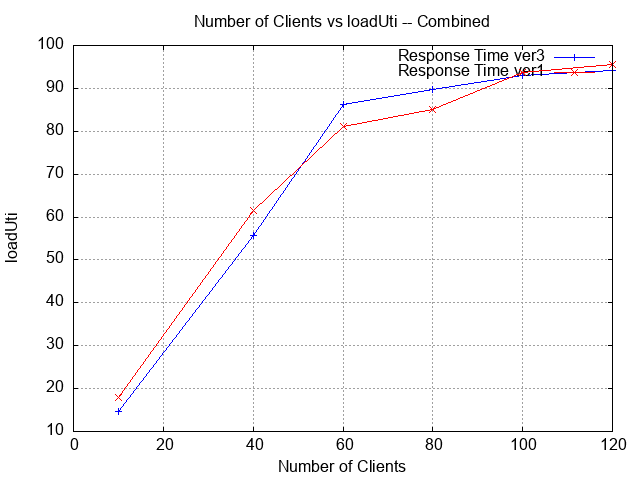 Number of Clients vs loadUti -- Combined
100
Response Time ver3
Response Time ver1
90
80
70
60
50
40
30
20
10
loadUti
0 20 40 60 80 100 120
Number of Clients